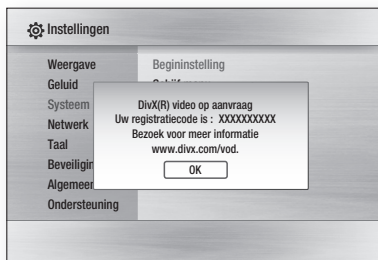 Instellingen
Weergave
Begininstelling
Geluid
Systeem
Netwerk
Taal
Algemeen
Ondersteuning
DivX(R) video op aanvraag
Uw registratiecode is : XXXXXXXXXX
Bezoek voor meer informatie
www.divx.com/vod.
OK